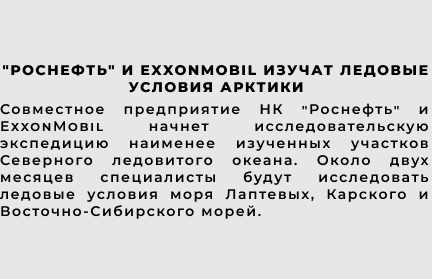 "РОСНЕФТЬ" И EXXONMOBIL ИЗУЧАТ ЛЕДОВЫЕ
УСЛОВИЯ АРКТИКИ
Совместное предприятие НК "Роснефть" и
ExxonMobil начнет исследовательскую
экспедицию наименее изученных участков
Северного ледовитого океана. Около двух
месяцев специалисты будут исследовать
ледовые условия моря Лаптевых, Карского и
Восточно-Сибирского морей.